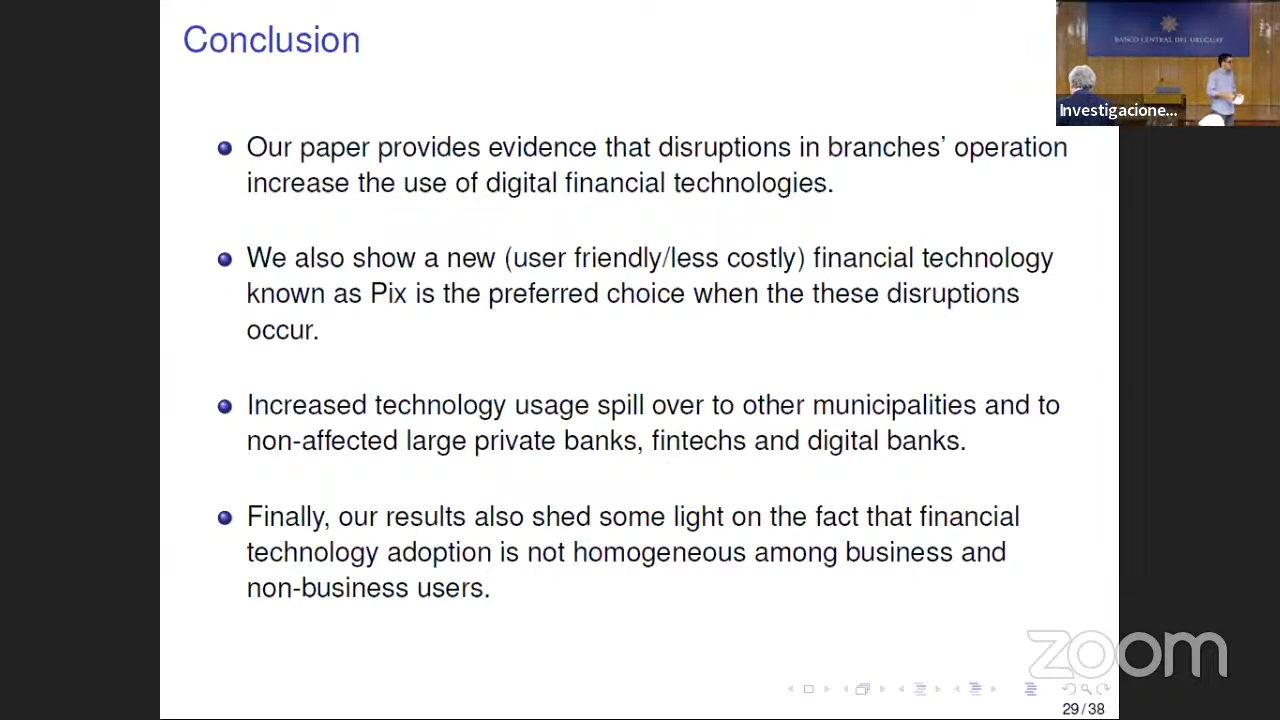 Conclusion
BANCO CENTRAL DEL URUGUAY
Investigacione...
Our paper provides evidence that disruptions in branches' operation
increase the use of digital financial technologies.
We also show a new (user friendly/less costly) financial technology
known as Pix is the preferred choice when the these disruptions
occur.
Increased technology usage spill over to other municipalities and to
non-affected large private banks, fintechs and digital banks.
Finally, our results also shed some light on the fact that financial
technology adoption is not homogeneous among business and
non-business users.
zoom
29/38